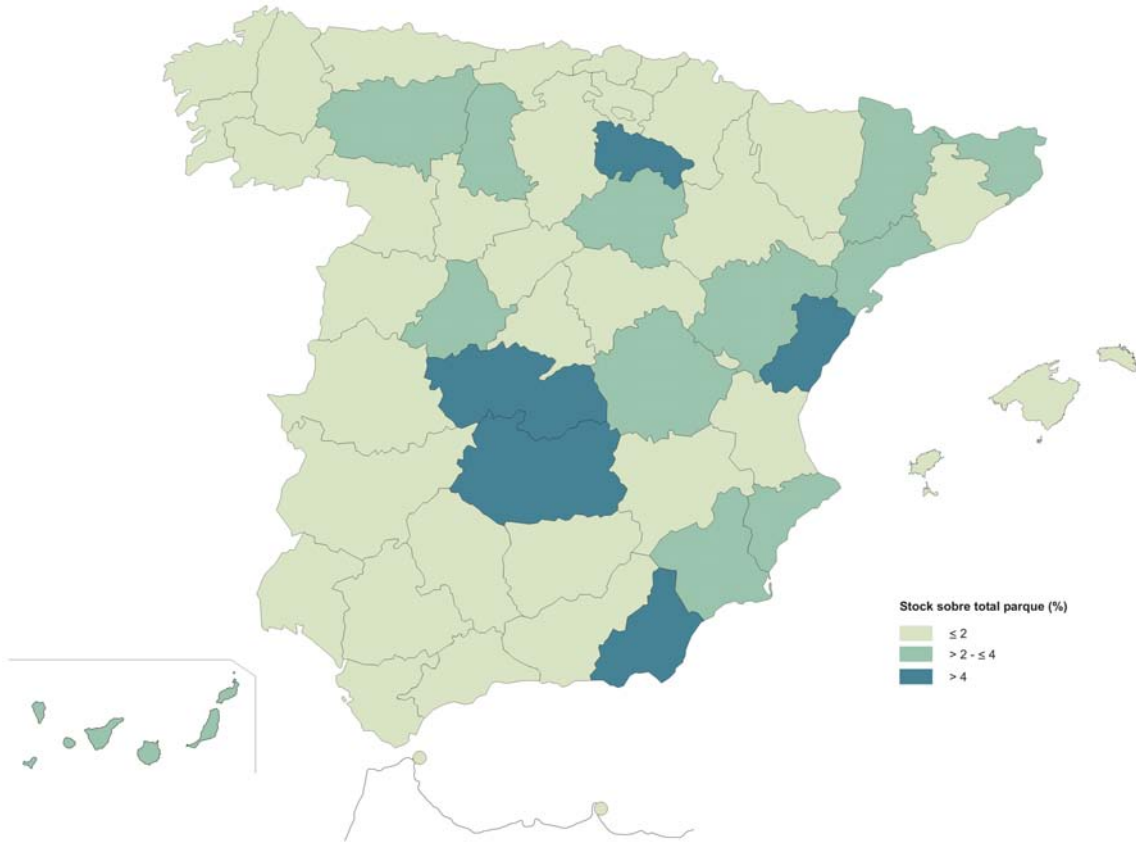 Stock sobre total parque (%)
≤ 2
> 2 - ≤ 4
> 4